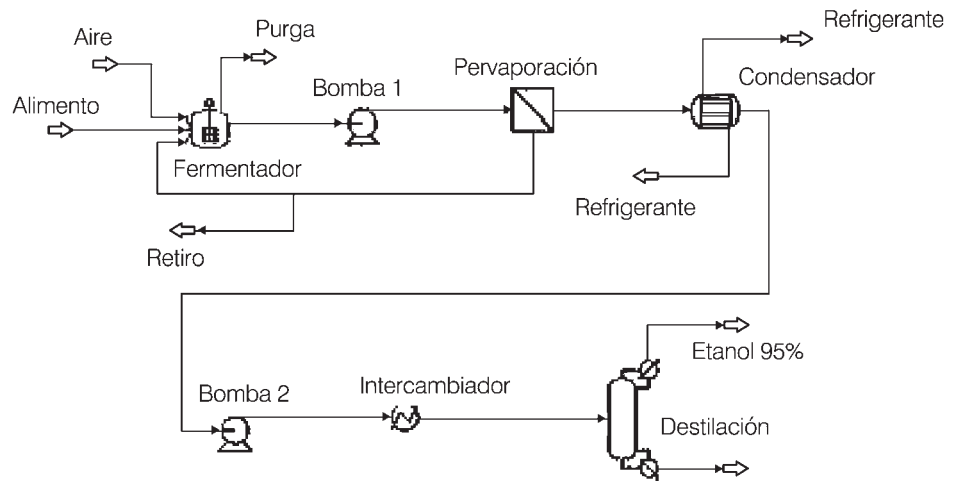 Refrigerante
Aire
Purga
Pervaporación
Condensador
Bomba 1
Alimento
Fermentador
Refrigerante
Retiro
Etanol 95%
Intercambiador
Bomba 2
Destilación